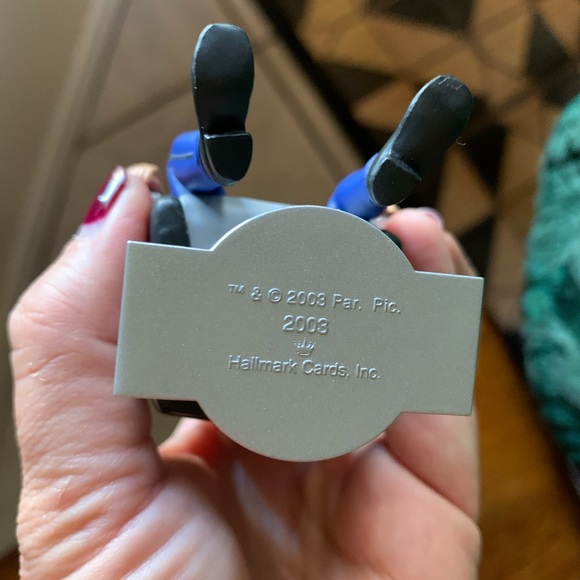 ™ & © 2003 Par. Pic.
2003
Hallmark Cards, Inc.